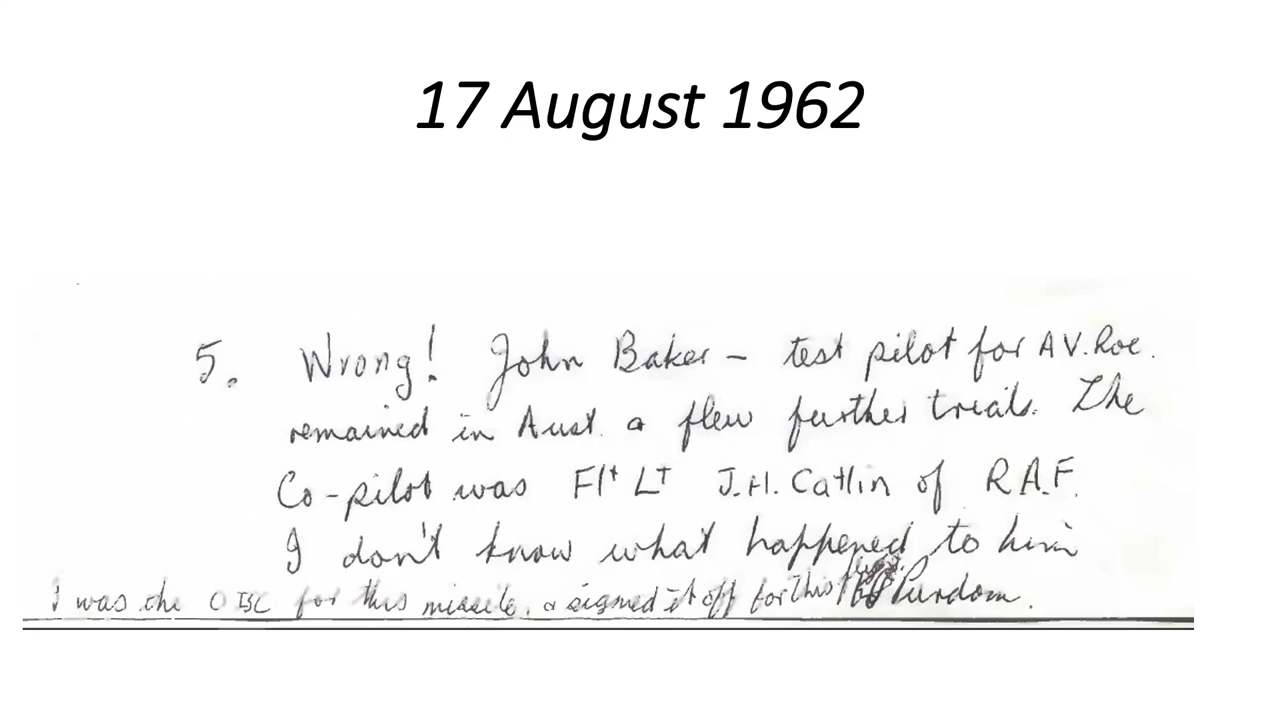 17 August 1962
5. Wrong! John Baker – test pilot for A V. Roe.
remained in Aust. & flew further trials. The
Co-pilot was Flt Lt J.H. Catlin of R.A.F.
I don't know what happened to him
I was the for this missile, & signed it off for this Purdom.